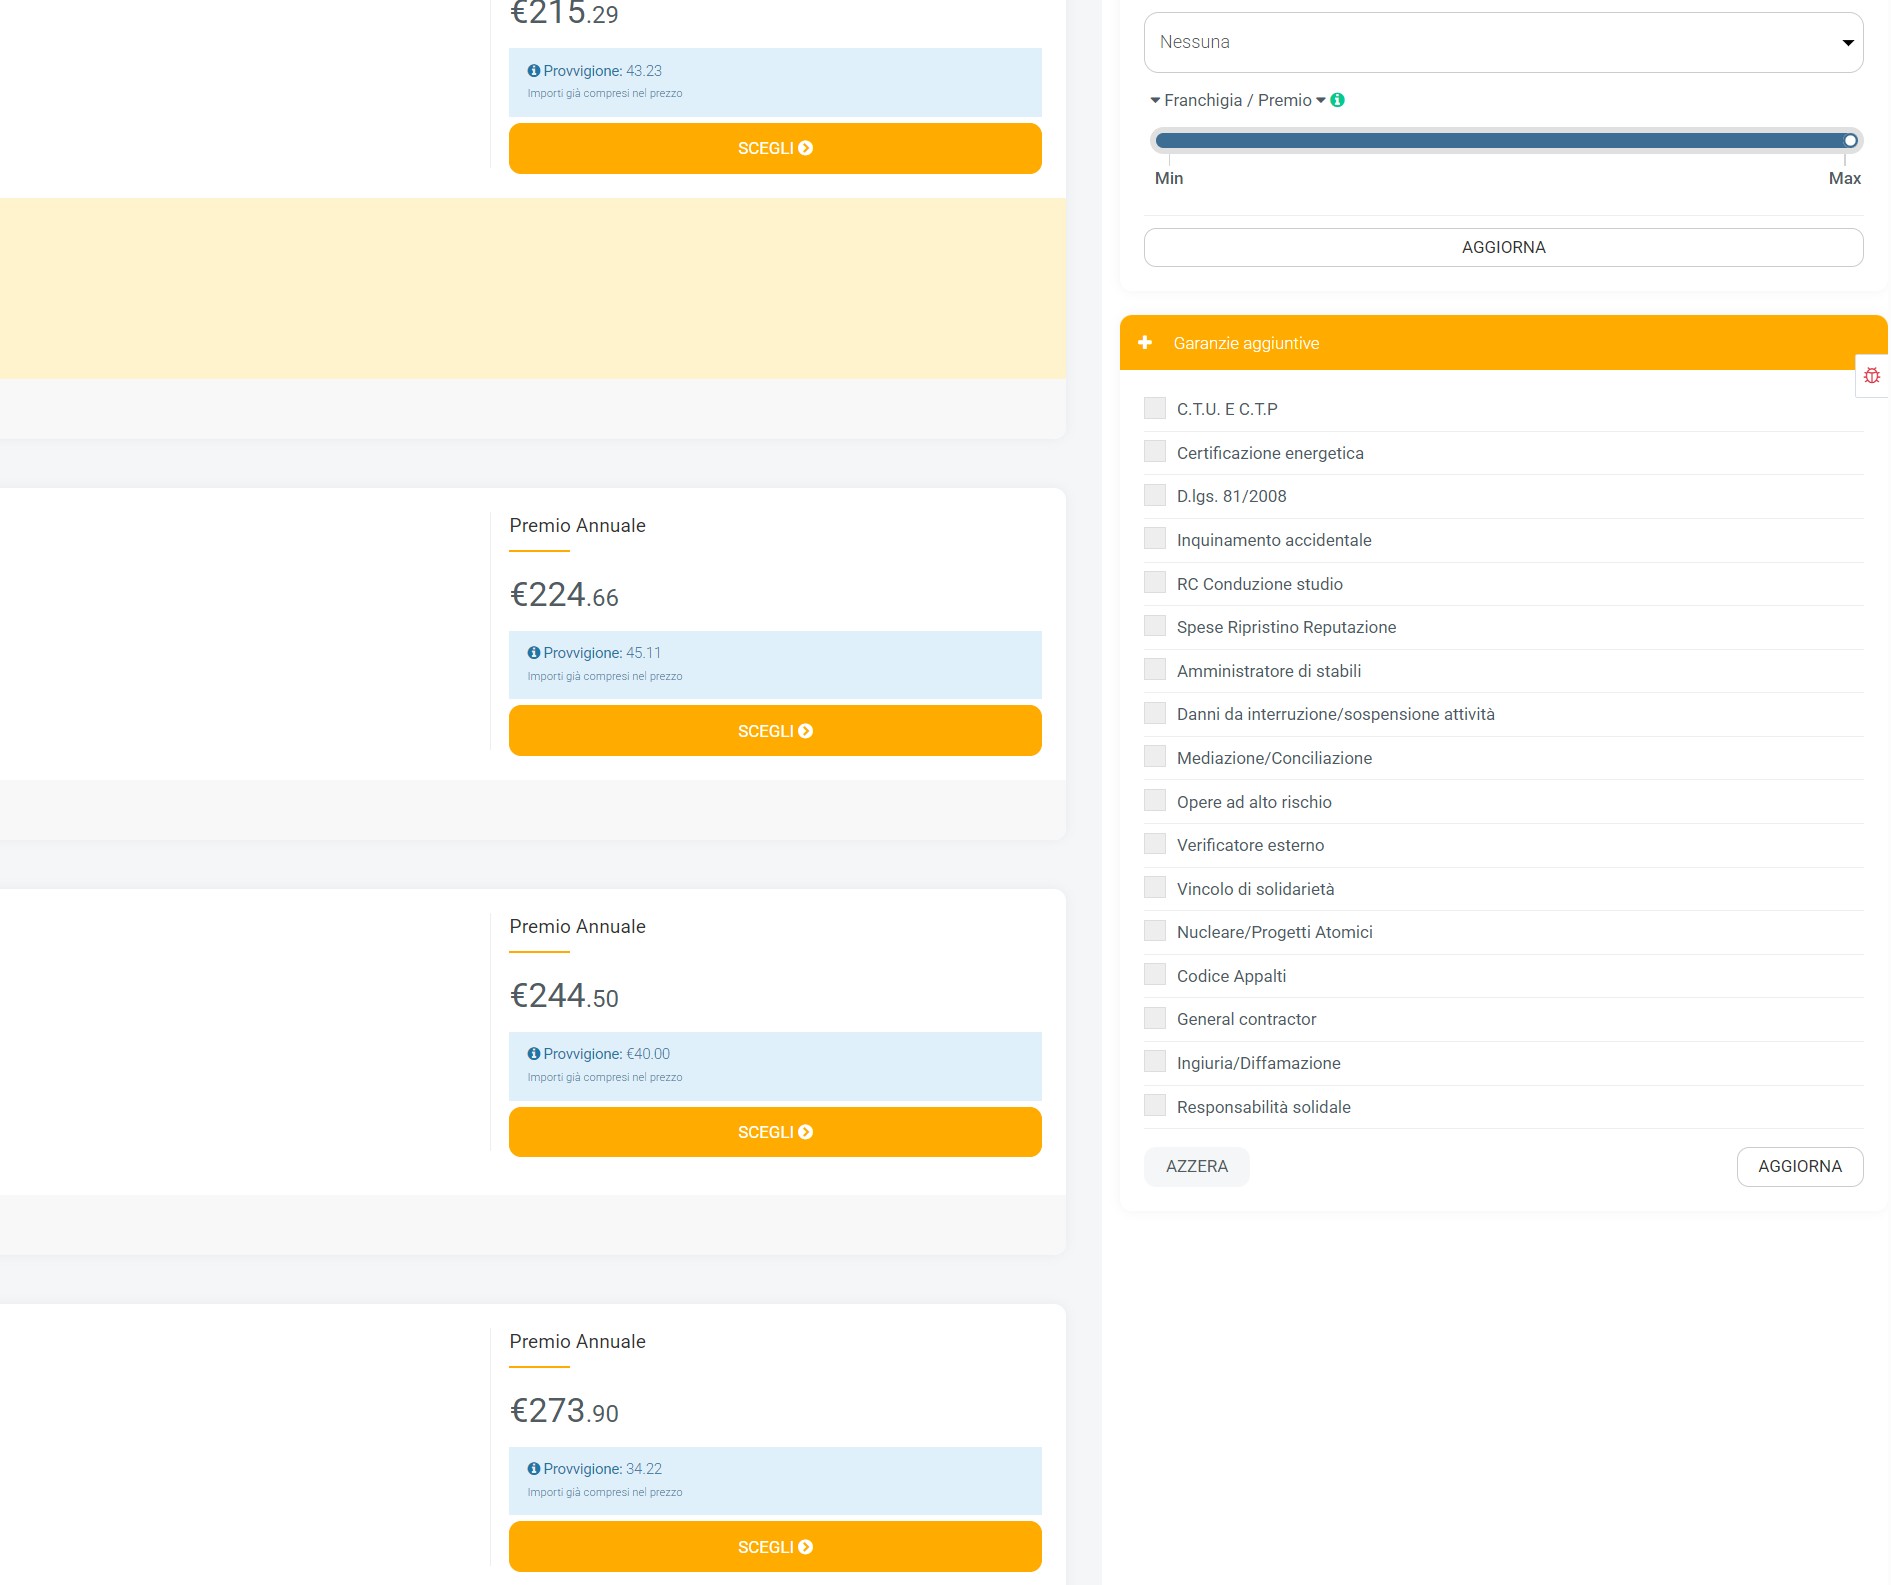 €215.29
Provvigione: 43.23
Importi già compresi nel prezzo
SCEGLI
Premio Annuale
€224.66
Provvigione: 45.11
Importi già compresi nel prezzo
SCEGLI
Premio Annuale
€244.50
Provvigione: €40.00
Importi già compresi nel prezzo
SCEGLI
Premio Annuale
€273.90
Provvigione: 34.22
Importi già compresi nel prezzo
SCEGLI
Nessuna
Franchigia / Premio
Min Max
AGGIORNA
Garanzie aggiuntive
C.T.U. E C.T.P
Certificazione energetica
D.lgs. 81/2008
Inquinamento accidentale
RC Conduzione studio
Spese Ripristino Reputazione
Amministratore di stabili
Danni da interruzione/sospensione attività
Mediazione/Conciliazione
Opere ad alto rischio
Verificatore esterno
Vincolo di solidarietà
Nucleare/Progetti Atomici
Codice Appalti
General contractor
Ingiuria/Diffamazione
Responsabilità solidale
AZZERA AGGIORNA